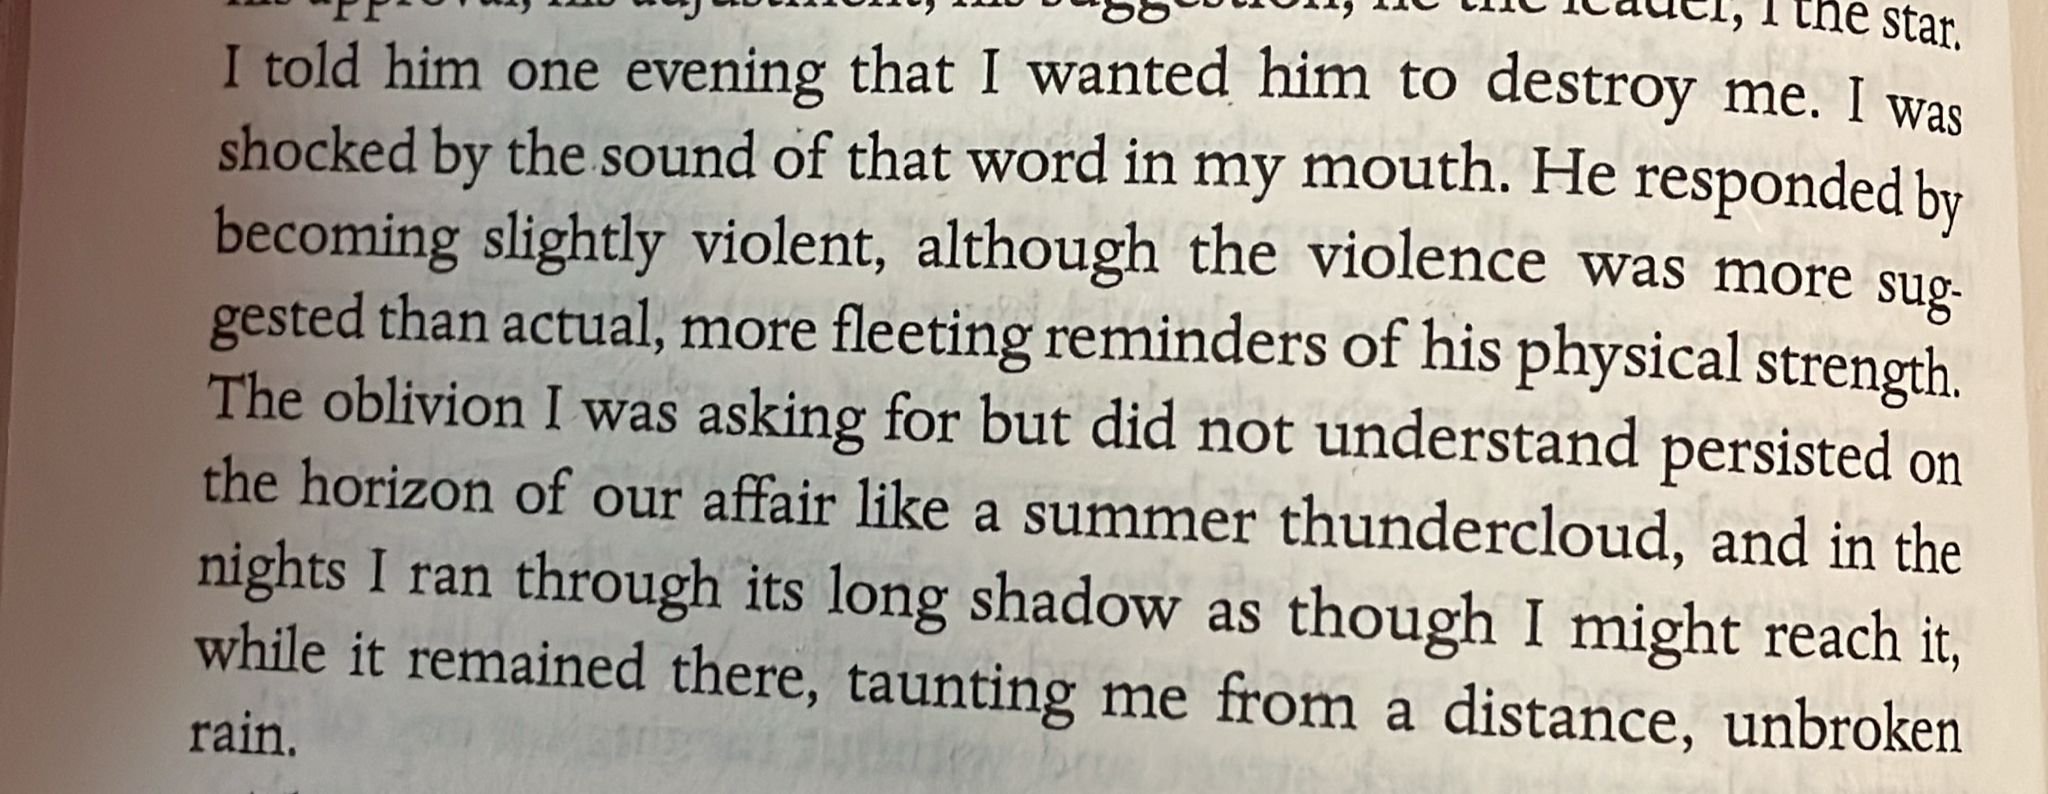 his approval, his adjustment, his suggestion, he the leader, I the star.
I told him one evening that I wanted him to destroy me. I was
shocked by the sound of that word in my mouth. He responded by
becoming slightly violent, although the violence was more sug-
gested than actual, more fleeting reminders of his physical strength.
The oblivion I was asking for but did not understand persisted on
the horizon of our affair like a summer thundercloud, and in the
nights I ran through its long shadow as though I might reach it,
while it remained there, taunting me from a distance, unbroken
rain.